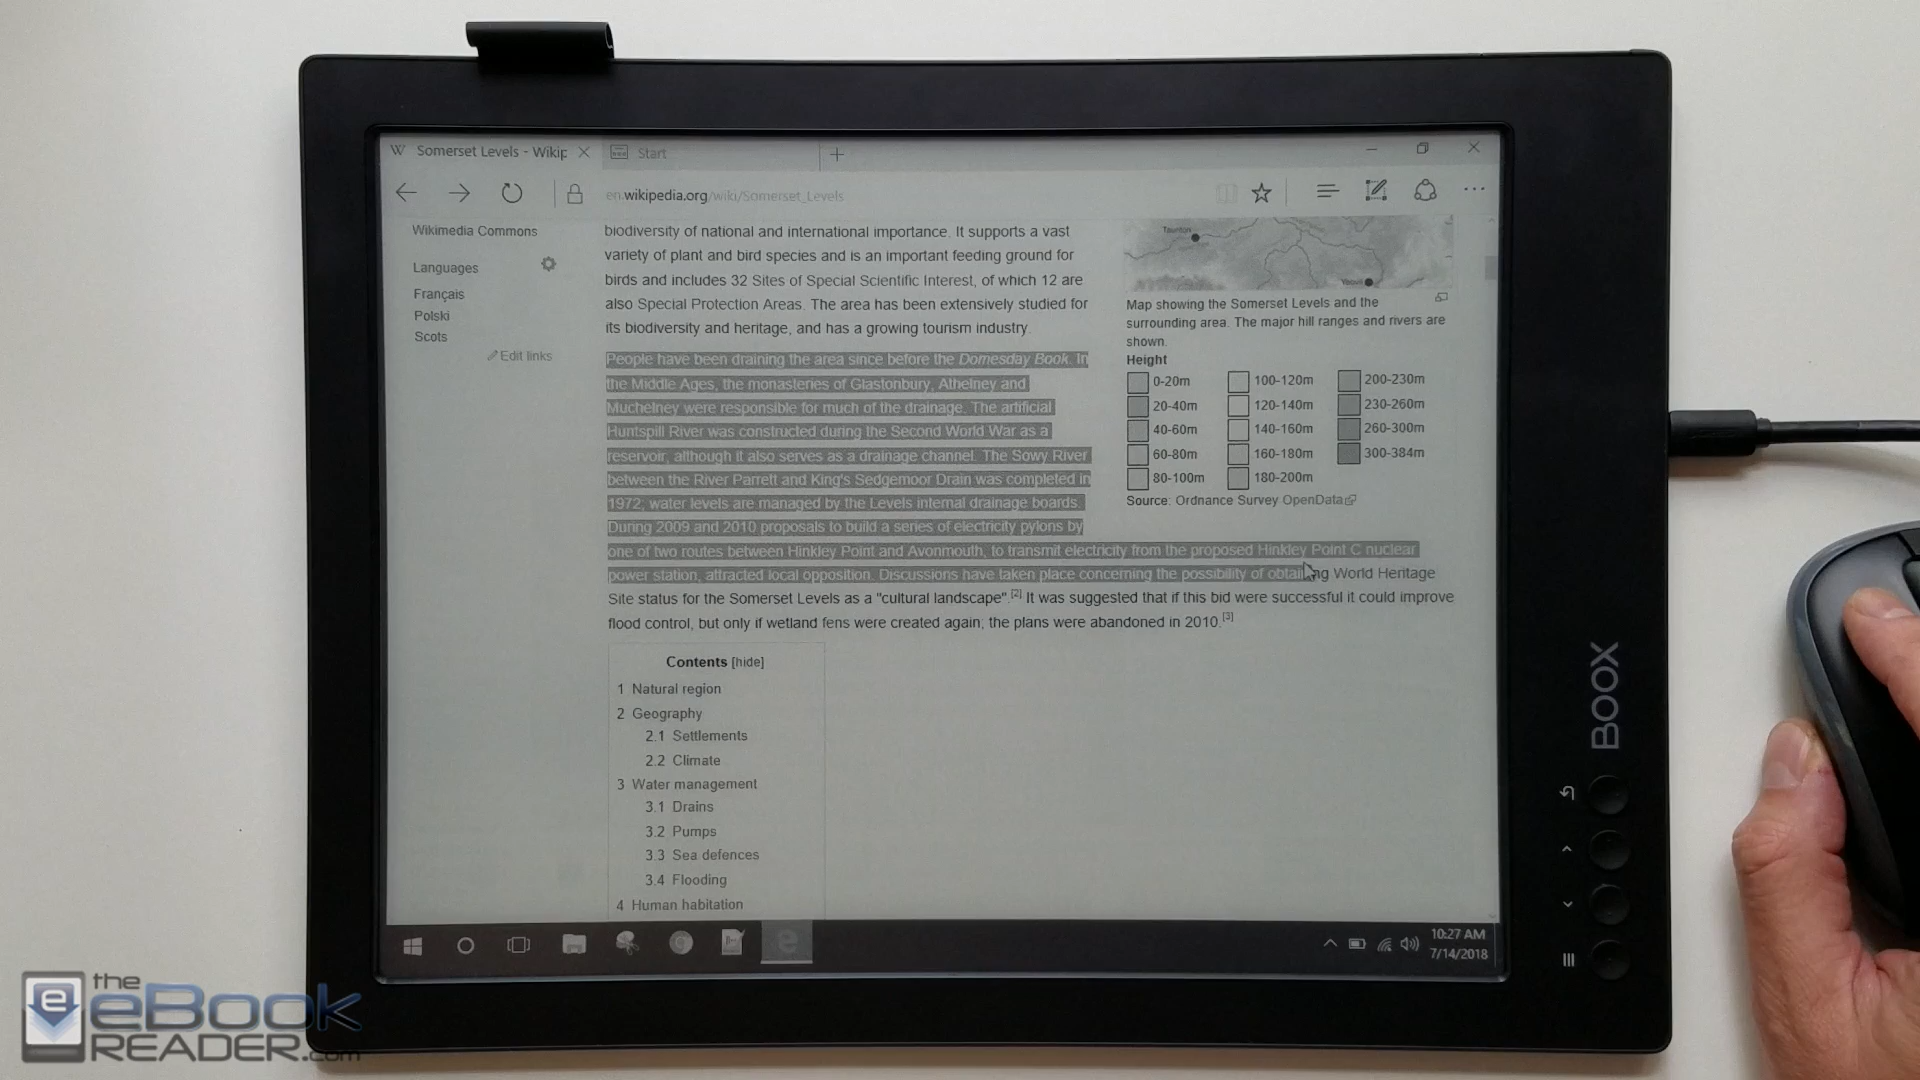 Somerset Levels - Wikip
Start
en.wikipedia.org/wiki/Somerset_Levels
Wikimedia Commons
Languages
Français
Polski
Scots
Edit links
biodiversity of national and international importance. It supports a vast
variety of plant and bird species and is an important feeding ground for
birds and includes 32 Sites of Special Scientific Interest, of which 12 are
also Special Protection Areas. The area has been extensively studied for
its biodiversity and heritage, and has a growing tourism industry.
People have been draining the area since before the Domesday Book. In
the Middle Ages, the monasteries of Glastonbury, Athelney and
Muchelney were responsible for much of the drainage. The artificial
Huntspill River was constructed during the Second World War as a
reservoir, although it also serves as a drainage channel. The Sowy River
between the River Parrett and King's Sedgemoor Drain was completed in
1972; water levels are managed by the Levels internal drainage boards.
During 2009 and 2010 proposals to build a series of electricity pylons by
one of two routes between Hinkley Point and Avonmouth, to transmit electricity from the proposed Hinkley Point C nuclear
power station, attracted local opposition. Discussions have taken place concerning the possibility of obtaining World Heritage
Site status for the Somerset Levels as a "cultural landscape".[2] It was suggested that if this bid were successful it could improve
flood control, but only if wetland fens were created again; the plans were abandoned in 2010.[3]
Taunton
Yeovil
Map showing the Somerset Levels and the
surrounding area. The major hill ranges and rivers are
shown.
Height
0-20m 100-120m 200-230m
20-40m 120-140m 230-260m
40-60m 140-160m 260-300m
60-80m 160-180m 300-384m
80-100m 180-200m
Source: Ordnance Survey OpenData
Contents [hide]
1 Natural region
2 Geography
2.1 Settlements
2.2 Climate
3 Water management
3.1 Drains
3.2 Pumps
3.3 Sea defences
3.4 Flooding
4 Human habitation
10:27 AM
7/14/2018
BOOX
the
eBook
READER.com